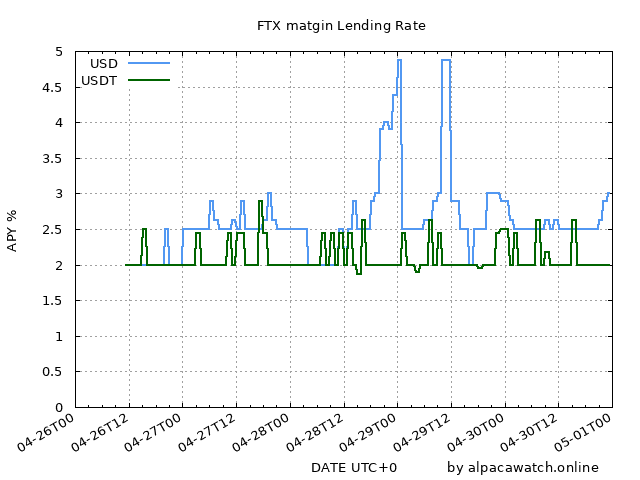 FTX matgin Lending Rate
USD
USDT
5
4.5
4
3.5
3
2.5
2
1.5
1
0.5
0
APY %
04-26T00
04-26T12
04-27T00
04-27T12
04-28T00
04-28T12
04-29T00
04-29T12
04-30T00
04-30T12
05-01T00
DATE UTC+0
by alpacawatch.online